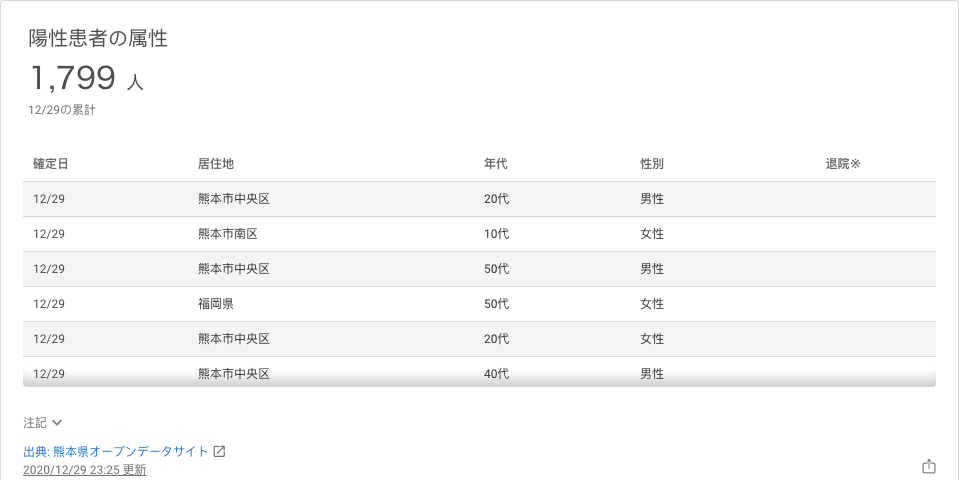 陽性患者の属性
1,799 人
12/29の累計
確定日 居住地 年代 性別 退院※
12/29 熊本市中央区 20代 男性
12/29 熊本市南区 10代 女性
12/29 熊本市中央区 50代 男性
12/29 福岡県 50代 女性
12/29 熊本市中央区 20代 女性
12/29 熊本市中央区 40代 男性
注記
出典: 熊本県オープンデータサイト
2020/12/29 23:25 更新